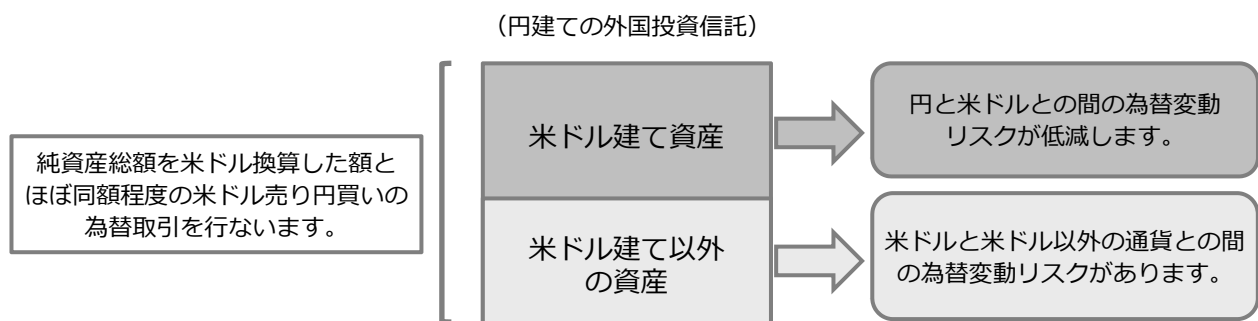 （円建ての外国投資信託）
純資産総額を米ドル換算した額と
ほぼ同額程度の米ドル売り円買いの
為替取引を行ないます。
米ドル建て資産
円と米ドルとの間の為替変動
リスクが低減します。
米ドル建て以外
の資産
米ドルと米ドル以外の通貨との間
の為替変動リスクがあります。